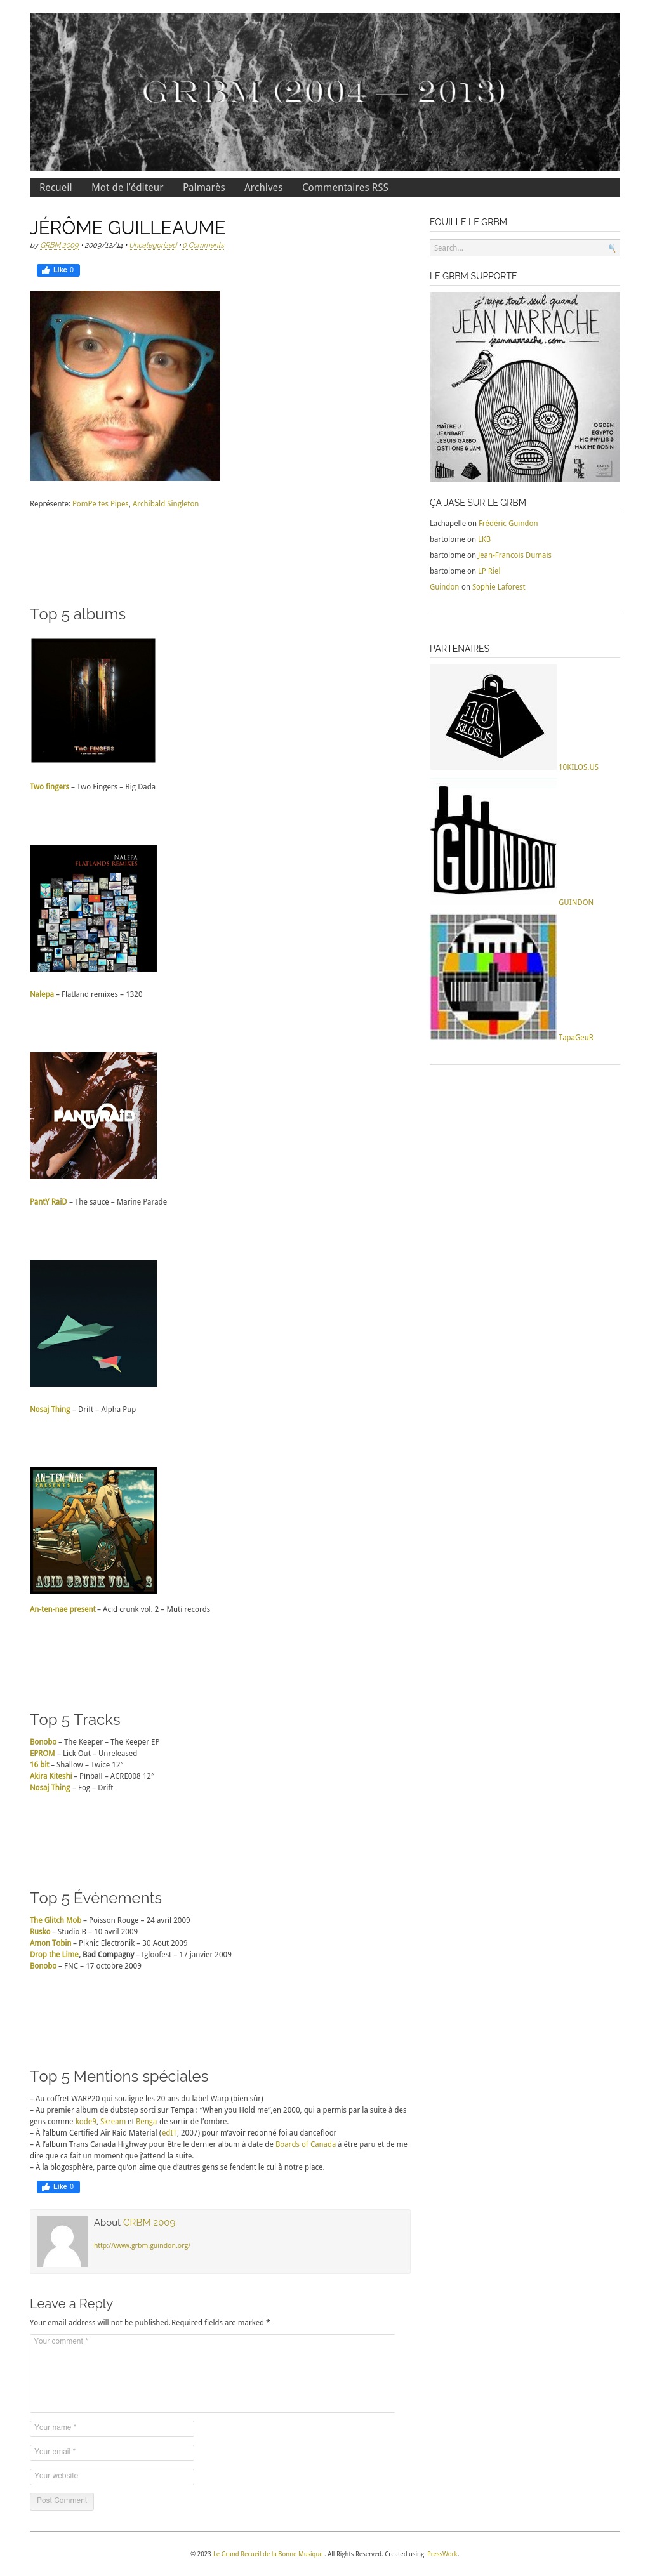 GRBM (2004 — 2013)
Recueil Mot de l’éditeur Palmarès Archives Commentaires RSS
JÉRÔME GUILLEAUME
by GRBM 2009 • 2009/12/14 • Uncategorized • 0 Comments
Like 0
Représente: PomPe tes Pipes, Archibald Singleton
Top 5 albums
TWO FINGERS
Two fingers – Two Fingers – Big Dada
NALEPA
FLATLANDS REMIXES
Nalepa – Flatland remixes – 1320
PANTYRAID
PantY RaiD – The sauce – Marine Parade
Nosaj Thing – Drift – Alpha Pup
AN-TEN-NAE
PRESENTS
ACID CRUNK VOL. 2
An-ten-nae present – Acid crunk vol. 2 – Muti records
Top 5 Tracks
Bonobo – The Keeper – The Keeper EP
EPROM – Lick Out – Unreleased
16 bit – Shallow – Twice 12″
Akira Kiteshi – Pinball – ACRE008 12″
Nosaj Thing – Fog – Drift
Top 5 Événements
The Glitch Mob – Poisson Rouge – 24 avril 2009
Rusko – Studio B – 10 avril 2009
Amon Tobin – Piknic Electronik – 30 Aout 2009
Drop the Lime, Bad Compagny – Igloofest – 17 janvier 2009
Bonobo – FNC – 17 octobre 2009
Top 5 Mentions spéciales
– Au coffret WARP20 qui souligne les 20 ans du label Warp (bien sûr)
– Au premier album de dubstep sorti sur Tempa : “When you Hold me”,en 2000, qui a permis par la suite à des
gens comme kode9, Skream et Benga de sortir de l’ombre.
– À l’album Certified Air Raid Material (edIT, 2007) pour m’avoir redonné foi au dancefloor
– A l’album Trans Canada Highway pour être le dernier album à date de Boards of Canada à être paru et de me
dire que ca fait un moment que j’attend la suite.
– À la blogosphère, parce qu’on aime que d’autres gens se fendent le cul à notre place.
Like 0
About GRBM 2009
http://www.grbm.guindon.org/
Leave a Reply
Your email address will not be published.Required fields are marked *
Your comment *
Your name *
Your email *
Your website
Post Comment
FOUILLE LE GRBM
Search...
LE GRBM SUPPORTE
j'rappe tout seul quand
JEAN NARRACHE
jeannarrache.com
MAÎTRE J
JEANBART
JESUIS GABBO
OSTI ONE & JAM
OGDEN
EGYPTO
MC PHYLIS &
MAXIME ROBIN
ÇA JASE SUR LE GRBM
Lachapelle on Frédéric Guindon
bartolome on LKB
bartolome on Jean-Francois Dumais
bartolome on LP Riel
Guindon on Sophie Laforest
PARTENAIRES
10
KILOS.US
10KILOS.US
GUINDON
GUINDON
TapaGeuR
© 2023 Le Grand Recueil de la Bonne Musique . All Rights Reserved. Created using PressWork.